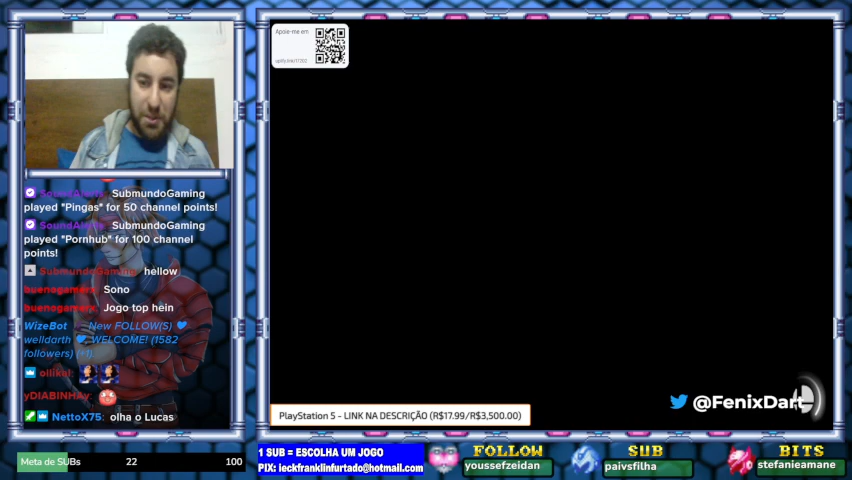 Apoie-me em
SoundAlerts: SubmundoGaming
played "Pingas" for 50 channel points!
SoundAlerts: SubmundoGaming
played "Pornhub" for 100 channel
points!
SubmundoGaming: hellow
buenogamers: Sono
buenogamers: Jogo top hein
WizeBot: New FOLLOW(S)
welldarth WELCOME! (1582
followers) (+1)
ollikol:
yDIABINHAy:
NettoX75: olha o Lucas
PlayStation 5 - LINK NA DESCRIÇÃO (R$17.99/R$3,500.00)
@FenixDart
Meta de SUBs 22 100
1 SUB = ESCOLHA UM JOGO
PIX: ieckfranklinfurtado@hotmail.com
FOLLOW
youssefzeidan
SUB
paivsfilha
BITS
stefanieamane